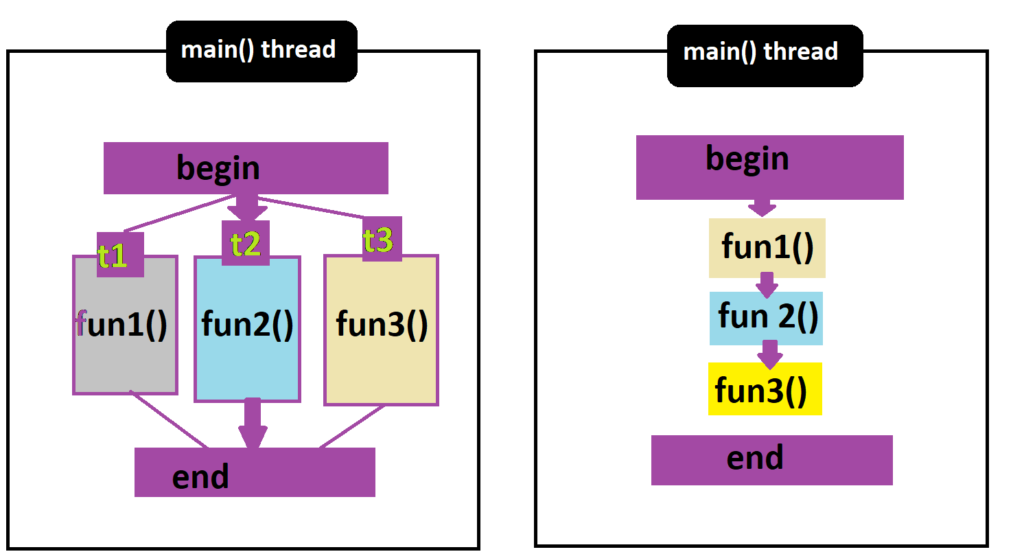 main() thread
begin
t1
t2
t3
fun1()
fun2()
fun3()
end
main() thread
begin
fun1()
fun 2()
fun3()
end